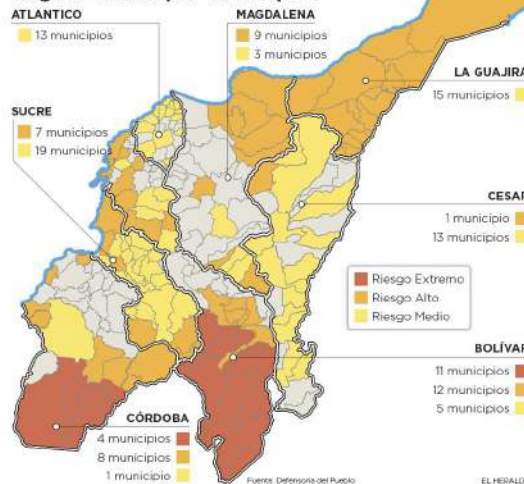 ATLANTICO
13 municipios
MAGDALENA
9 municipios
3 municipios
LA GUAJIRA
15 municipios
SUCRE
7 municipios
19 municipios
CESAR
1 municipio
13 municipios
Riesgo Extremo
Riesgo Alto
Riesgo Medio
BOLÍVAR
11 municipios
12 municipios
5 municipios
CÓRDOBA
4 municipios
8 municipios
1 municipio
Fuente: Defensoría del Pueblo
EL HERALD